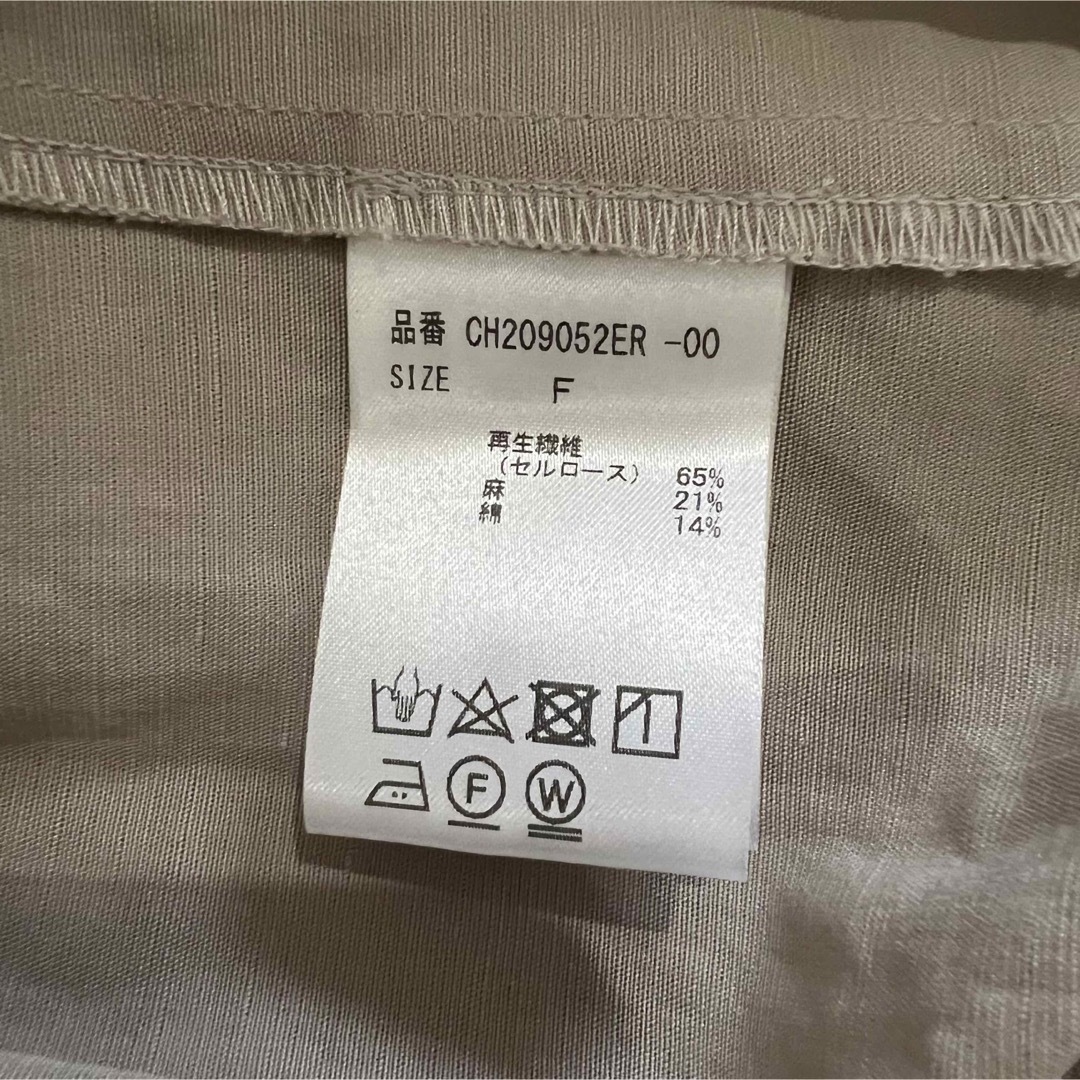 品番 CH209052ER -00
SIZE F
再生繊維
(セルロース) 65%
麻 21%
綿 14%
F W